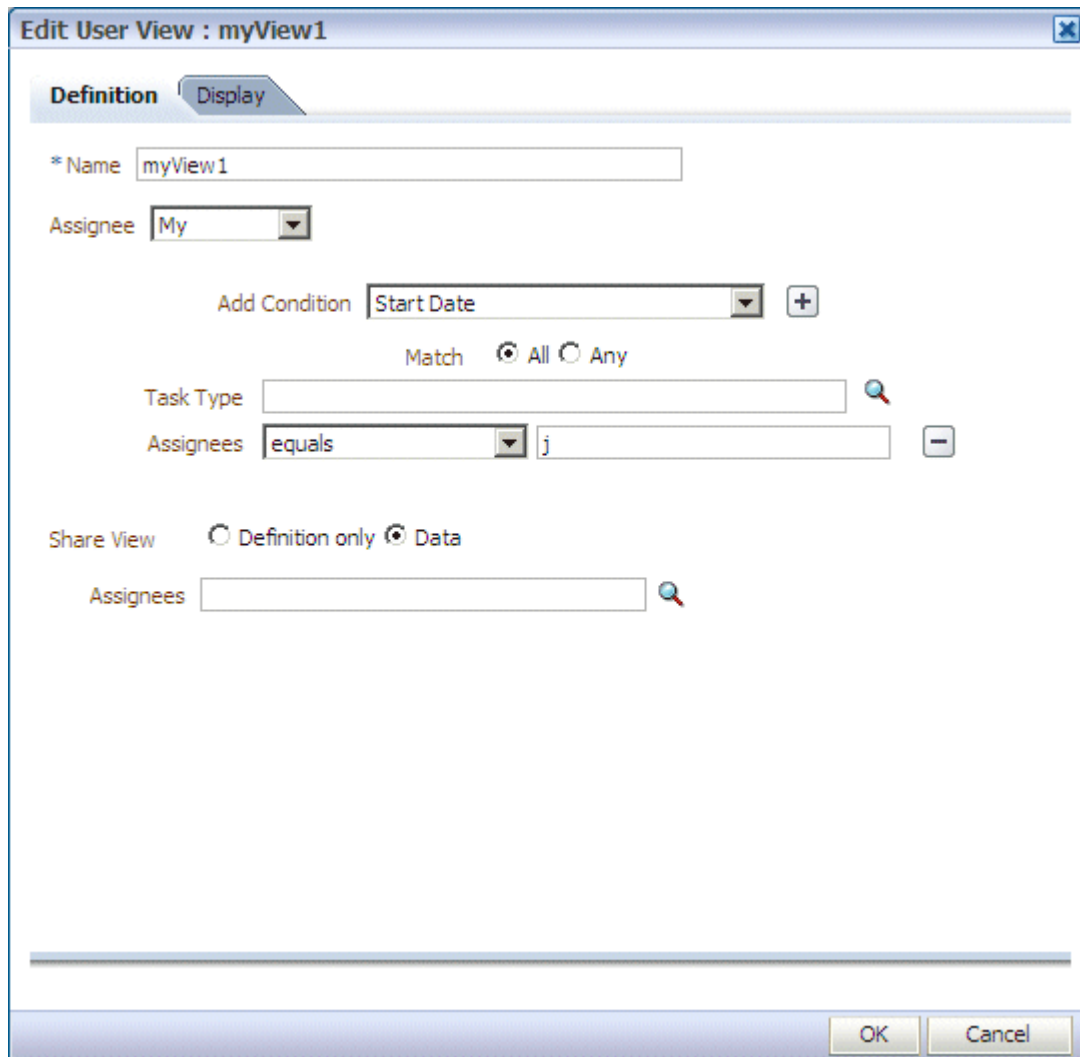 Edit User View : myView1
Definition Display
* Name myView1
Assignee My
Add Condition Start Date
Match All Any
Task Type
Assignees equals j
Share View Definition only Data
Assignees
OK Cancel